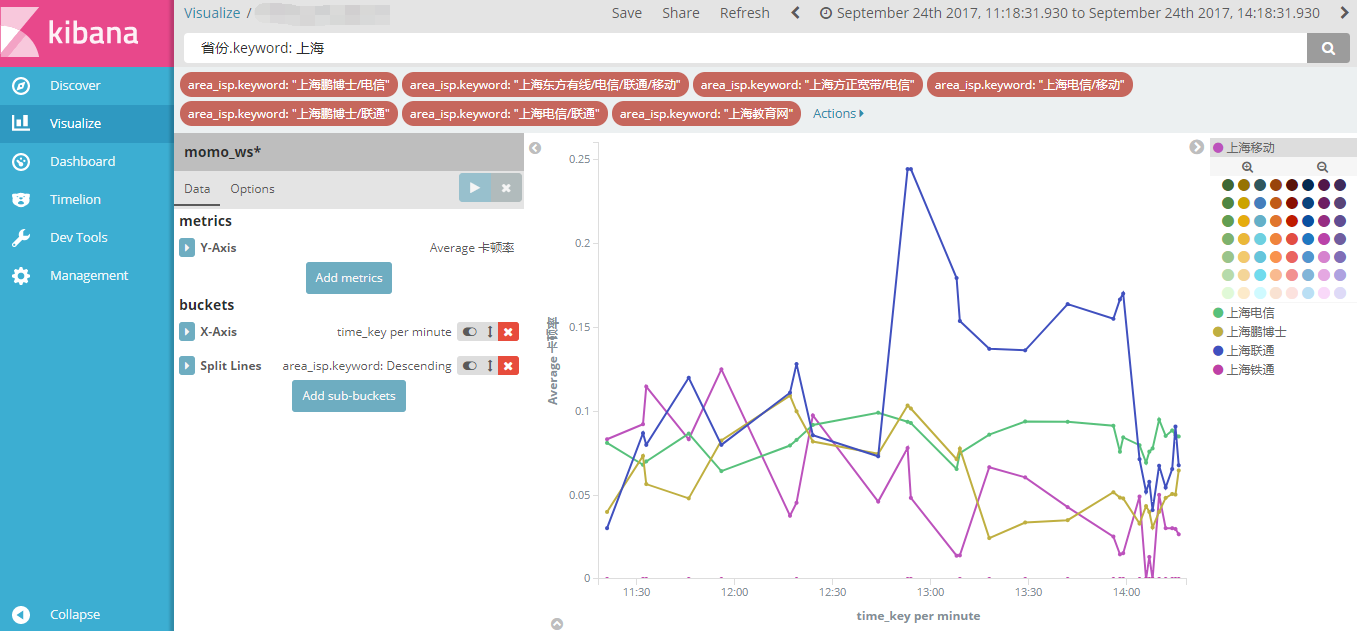 kibana
Discover
Visualize
Dashboard
Timelion
Dev Tools
Management
Collapse
Visualize /
Save Share Refresh September 24th 2017, 11:18:31.930 to September 24th 2017, 14:18:31.930
省份.keyword: 上海
area_isp.keyword: "上海鹏博士/电信" area_isp.keyword: "上海东方有线/电信/联通/移动" area_isp.keyword: "上海方正宽带/电信" area_isp.keyword: "上海电信/移动"
area_isp.keyword: "上海鹏博士/联通" area_isp.keyword: "上海电信/联通" area_isp.keyword: "上海教育网" Actions
momo_ws*
Data Options
metrics
Y-Axis Average 卡顿率
Add metrics
buckets
X-Axis time_key per minute
Split Lines area_isp.keyword: Descending
Add sub-buckets
Average 卡顿率
0.25
0.2
0.15
0.1
0.05
0
11:30 12:00 12:30 13:00 13:30 14:00
time_key per minute
上海移动
上海电信
上海鹏博士
上海联通
上海铁通